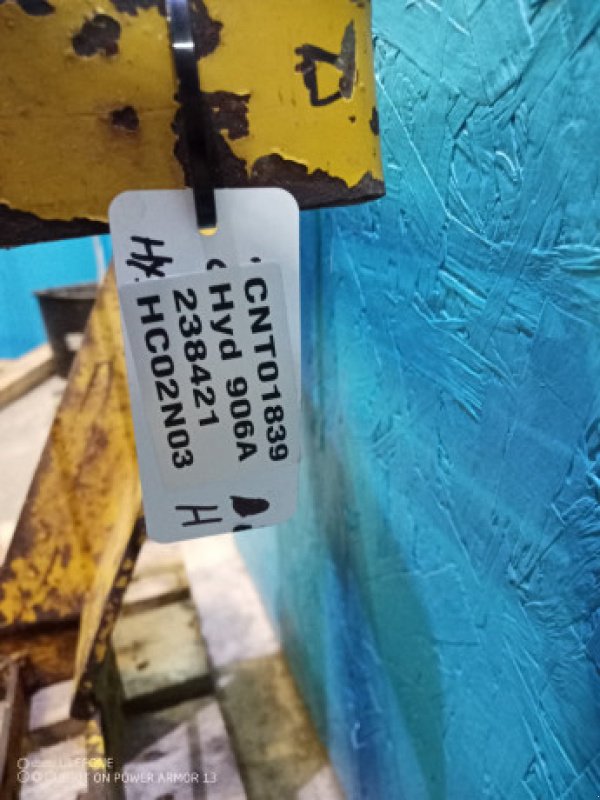 CNT01839
Hyd 906A
238421
HC02N03
H
SHOT ON POWER ARMOR 13